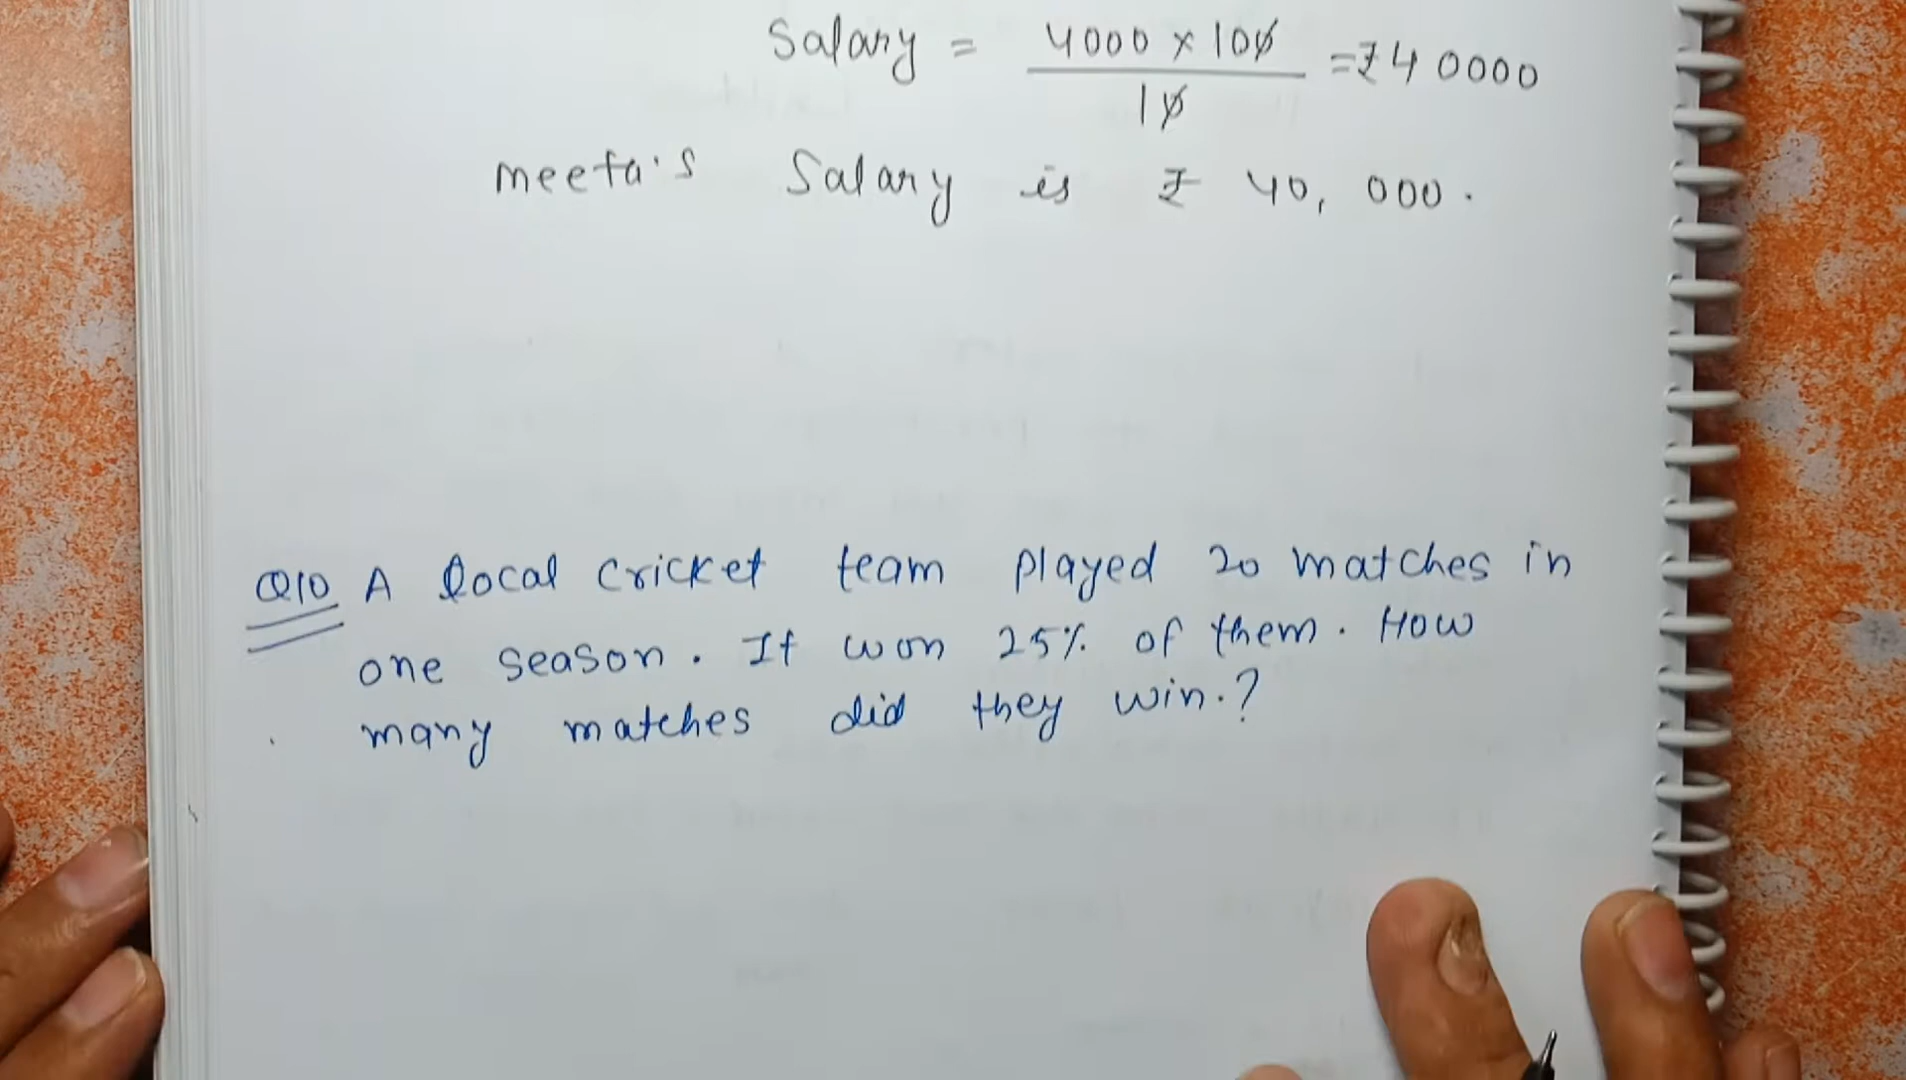 Salary = 4000 x 100 / 10 = ₹40000
meeta's Salary is ₹ 40,000.
Q10 A local cricket team played 20 matches in
one season. It won 25% of them. How
many matches did they win.?